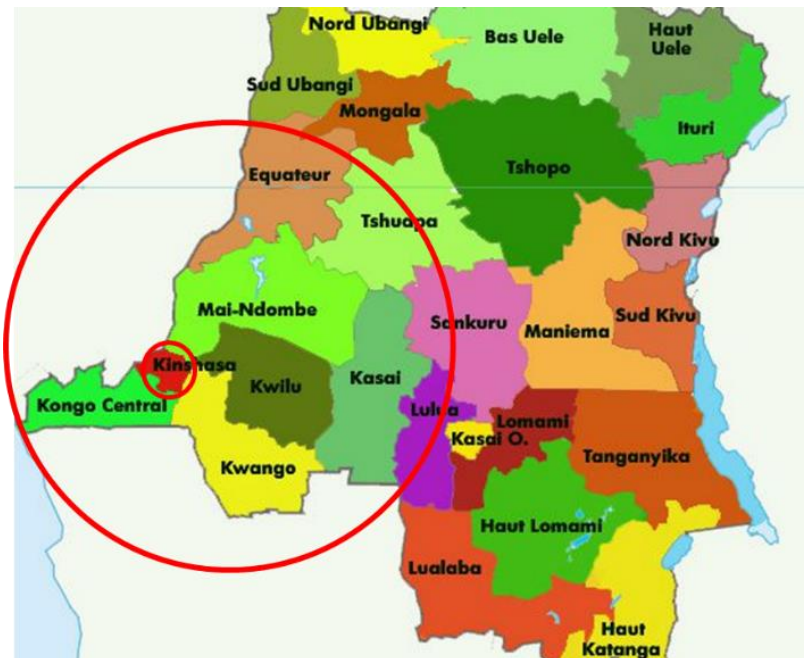 Nord Ubangi
Bas Uele
Haut
Uele
Sud Ubangi
Mongala
Ituri
Equateur
Tshopo
Tshuapa
Nord Kivu
Mai-Ndombe
Sankuru
Maniema
Sud Kivu
Kinshasa
Kwilu
Kasai
Kongo Central
Lulua
Lomami
Kasai O.
Kwango
Tanganyika
Haut Lomami
Lualaba
Haut
Katanga